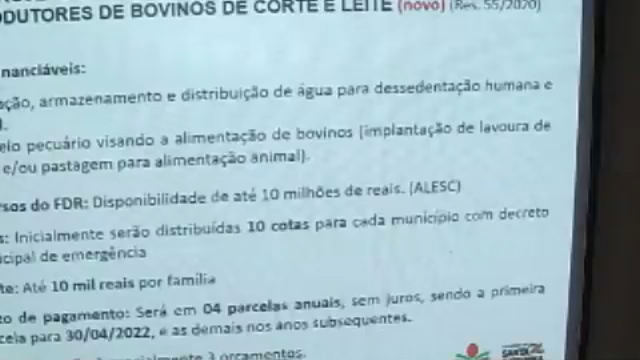 ODUTORES DE BOVINOS DE CORTE E LEITE (novo) (Res. 55/2020)
nanciáveis:
ção, armazenamento e distribuição de água para dessedentação humana e
l.
eio pecuário visando a alimentação de bovinos (implantação de lavoura de
e/ou pastagem para alimentação animal).
rsos do FDR: Disponibilidade de até 10 milhões de reais. (ALESC)
s: Inicialmente serão distribuídas 10 cotas para cada município com decreto
icipal de emergência
te: Até 10 mil reais por família
zo de pagamento: Será em 04 parcelas anuais, sem juros, sendo a primeira
cela para 30/04/2022, e as demais nos anos subsequentes.
3 orçamentos.
SANTA